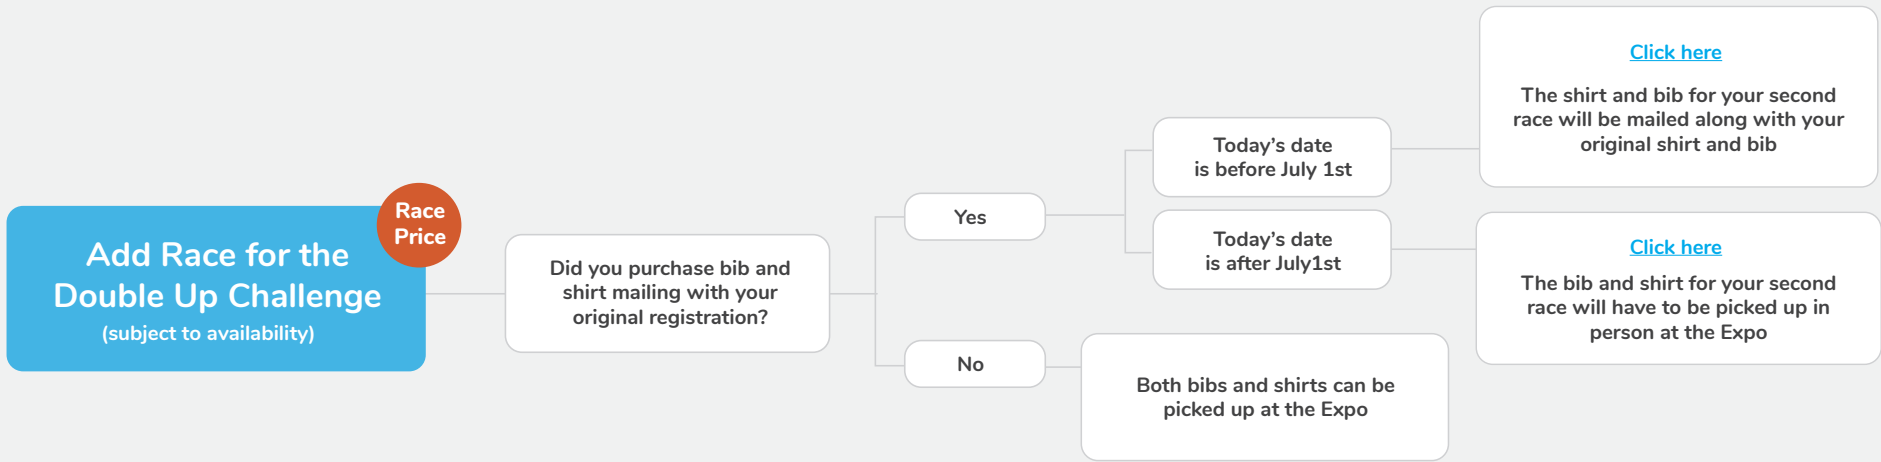 Add Race for the
Double Up Challenge
(subject to availability)
Race
Price
Did you purchase bib and
shirt mailing with your
original registration?
Yes
Today’s date
is before July 1st
Click here
The shirt and bib for your second
race will be mailed along with your
original shirt and bib
Today’s date
is after July1st
Click here
The bib and shirt for your second
race will have to be picked up in
person at the Expo
No
Both bibs and shirts can be
picked up at the Expo